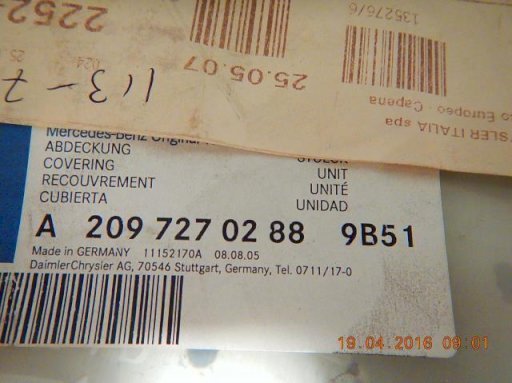 2252-
135276/6
25.05.07
113-7
o Europeo - Capena
SLER ITALIA spa
Mercedes-Benz Original
ABDECKUNG
COVERING
RECOUVREMENT
CUBIERTA
STUECK
UNIT
UNITÉ
UNIDAD
A 209 727 02 88 9B51
Made in GERMANY 11152170A 08.08.05
DaimlerChrysler AG, 70546 Stuttgart, Germany, Tel. 0711/17-0
19.04.2016 09:01